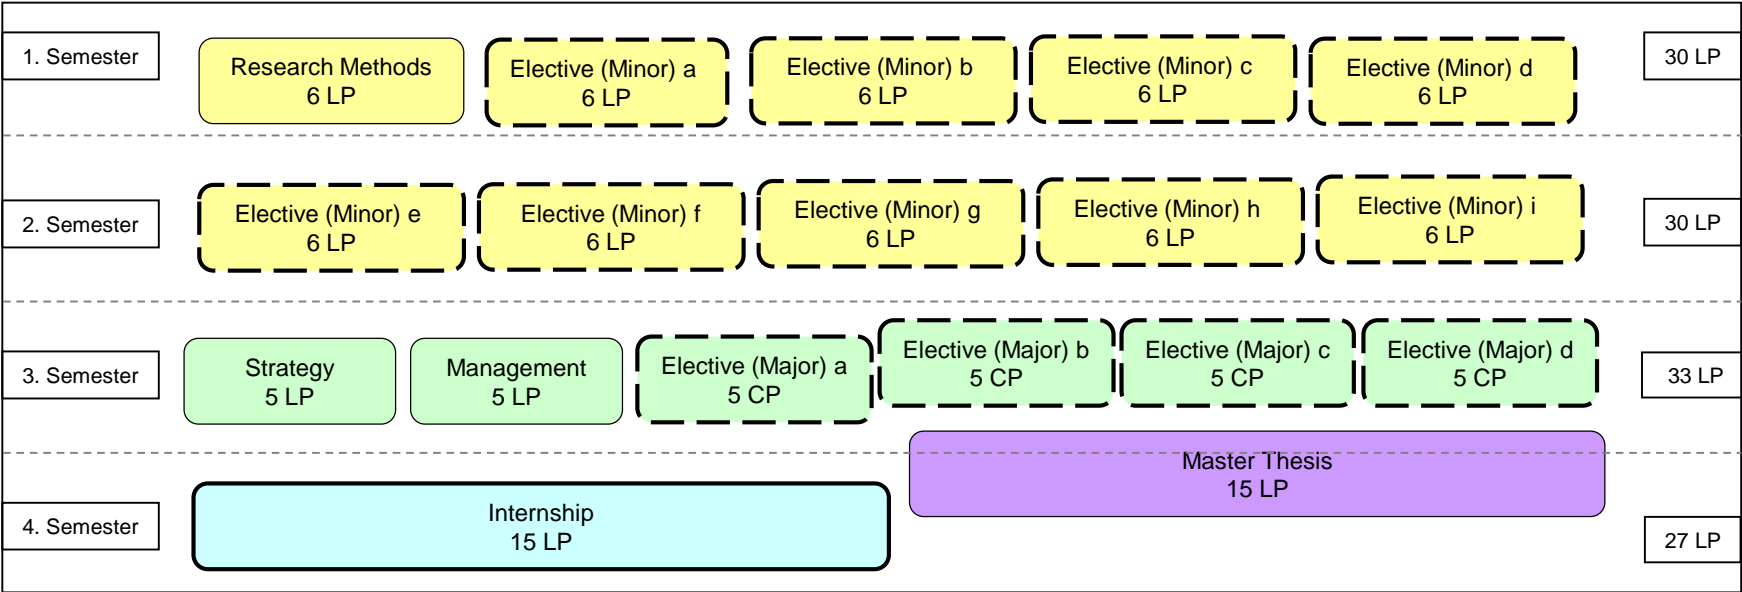 1. Semester
Research Methods
6 LP
Elective (Minor) a
6 LP
Elective (Minor) b
6 LP
Elective (Minor) c
6 LP
Elective (Minor) d
6 LP
30 LP
2. Semester
Elective (Minor) e
6 LP
Elective (Minor) f
6 LP
Elective (Minor) g
6 LP
Elective (Minor) h
6 LP
Elective (Minor) i
6 LP
30 LP
3. Semester
Strategy
5 LP
Management
5 LP
Elective (Major) a
5 CP
Elective (Major) b
5 CP
Elective (Major) c
5 CP
Elective (Major) d
5 CP
33 LP
Master Thesis
15 LP
4. Semester
Internship
15 LP
27 LP